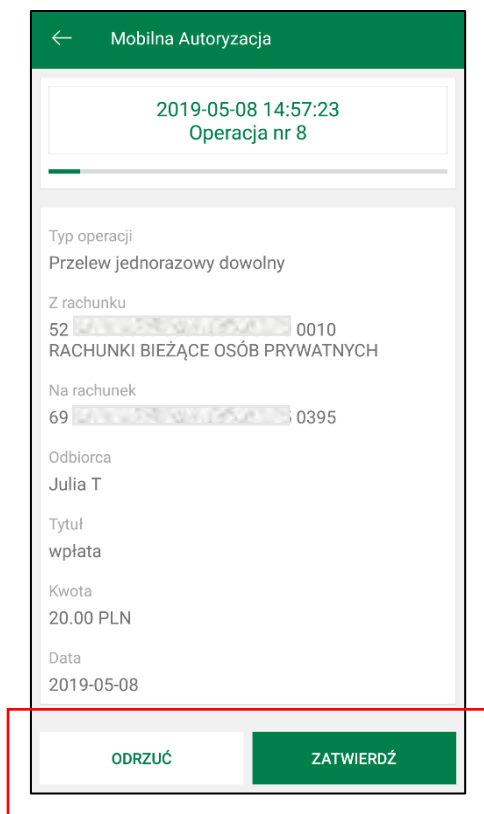 Mobilna Autoryzacja
2019-05-08 14:57:23
Operacja nr 8
Typ operacji
Przelew jednorazowy dowolny
Z rachunku
52 0010
RACHUNKI BIEŻĄCE OSÓB PRYWATNYCH
Na rachunek
69 0395
Odbiorca
Julia T
Tytuł
wpłata
Kwota
20.00 PLN
Data
2019-05-08
ODRZUĆ ZATWIERDŹ